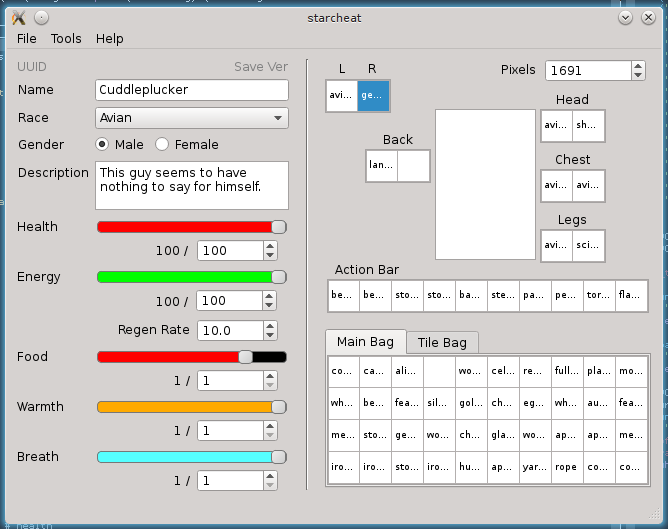 starcheat
File Tools Help
UUID Save Ver
Name Cuddleplucker
Race Avian
Gender Male Female
Description This guy seems to have
nothing to say for himself.
Health
100 / 100
Energy
100 / 100
Regen Rate 10.0
Food
1 / 1
Warmth
1 / 1
Breath
1 / 1
L R
avi... ge...
Pixels 1691
Back
lan...
Head
avi... sh...
Chest
avi... avi...
Legs
avi... sci...
Action Bar
be... be... sto... sto... ba... ste... pa... pe... tor... fla...
Main Bag Tile Bag
co... ca... ali... wo... cel... re... full... pla... mo...
wh... be... fea... sil... gol... ch... eg... wh... au... fea...
me... sto... ge... wo... ch... gla... wo... ap... ap... me...
iro... iro... sto... iro... hu... ap... yar... rope co... co...
# health